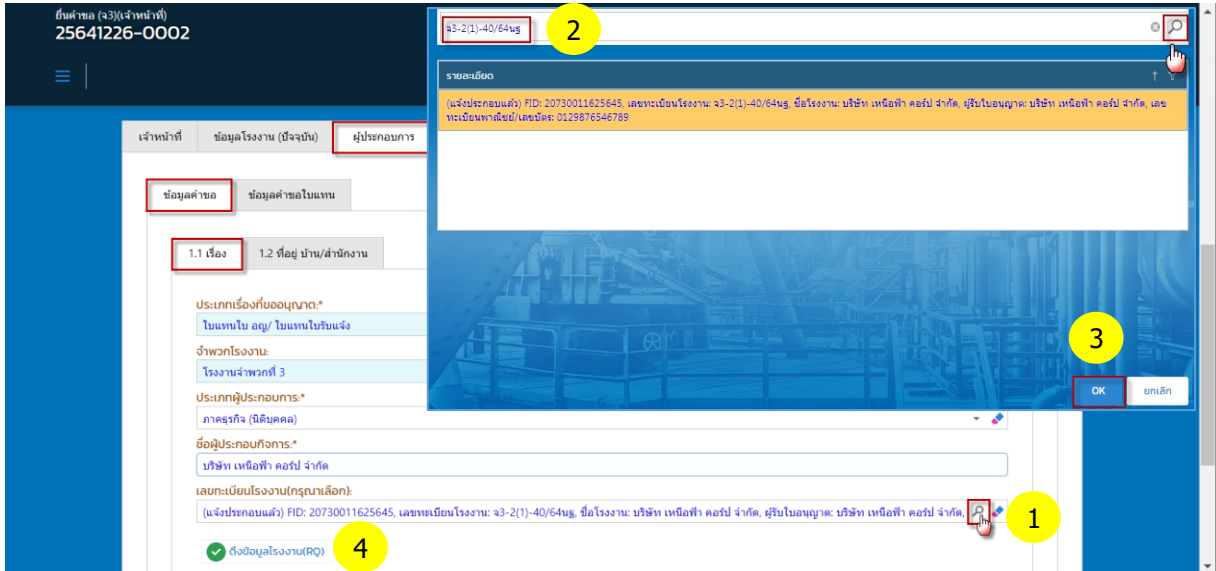 ยื่นคำขอ (จ3)(เจ้าหน้าที่)
25641226-0002
จ3-2(1)-40/64นฐ
2
รายละเอียด
(แจ้งประกอบแล้ว) FID: 20730011625645, เลขทะเบียนโรงงาน: จ3-2(1)-40/64นฐ, ชื่อโรงงาน: บริษัท เหนือฟ้า คอร์ป จำกัด, ผู้รับใบอนุญาต: บริษัท เหนือฟ้า คอร์ป จำกัด, เลข
ทะเบียนพาณิชย์/เลขบัตร: 0129876546789
เจ้าหน้าที่ ข้อมูลโรงงาน (ปัจจุบัน) ผู้ประกอบการ
ข้อมูลคำขอ ข้อมูลคำขอใบแทน
1.1 เรื่อง 1.2 ที่อยู่ บ้าน/สำนักงาน
ประเภทเรื่องที่ขออนุญาต:*
ใบแทนใบ อญ/ ใบแทนใบรับแจ้ง
จำพวกโรงงาน:
โรงงานจำพวกที่ 3
3
OK ยกเลิก
ประเภทผู้ประกอบการ:*
ภาคธุรกิจ (นิติบุคคล)
ชื่อผู้ประกอบกิจการ:*
บริษัท เหนือฟ้า คอร์ป จำกัด
เลขทะเบียนโรงงาน(กรุณาเลือก):
(แจ้งประกอบแล้ว) FID: 20730011625645, เลขทะเบียนโรงงาน: จ3-2(1)-40/64นฐ, ชื่อโรงงาน: บริษัท เหนือฟ้า คอร์ป จำกัด, ผู้รับใบอนุญาต: บริษัท เหนือฟ้า คอร์ป จำกัด,
1
ดึงข้อมูลโรงงาน(RQ)
4